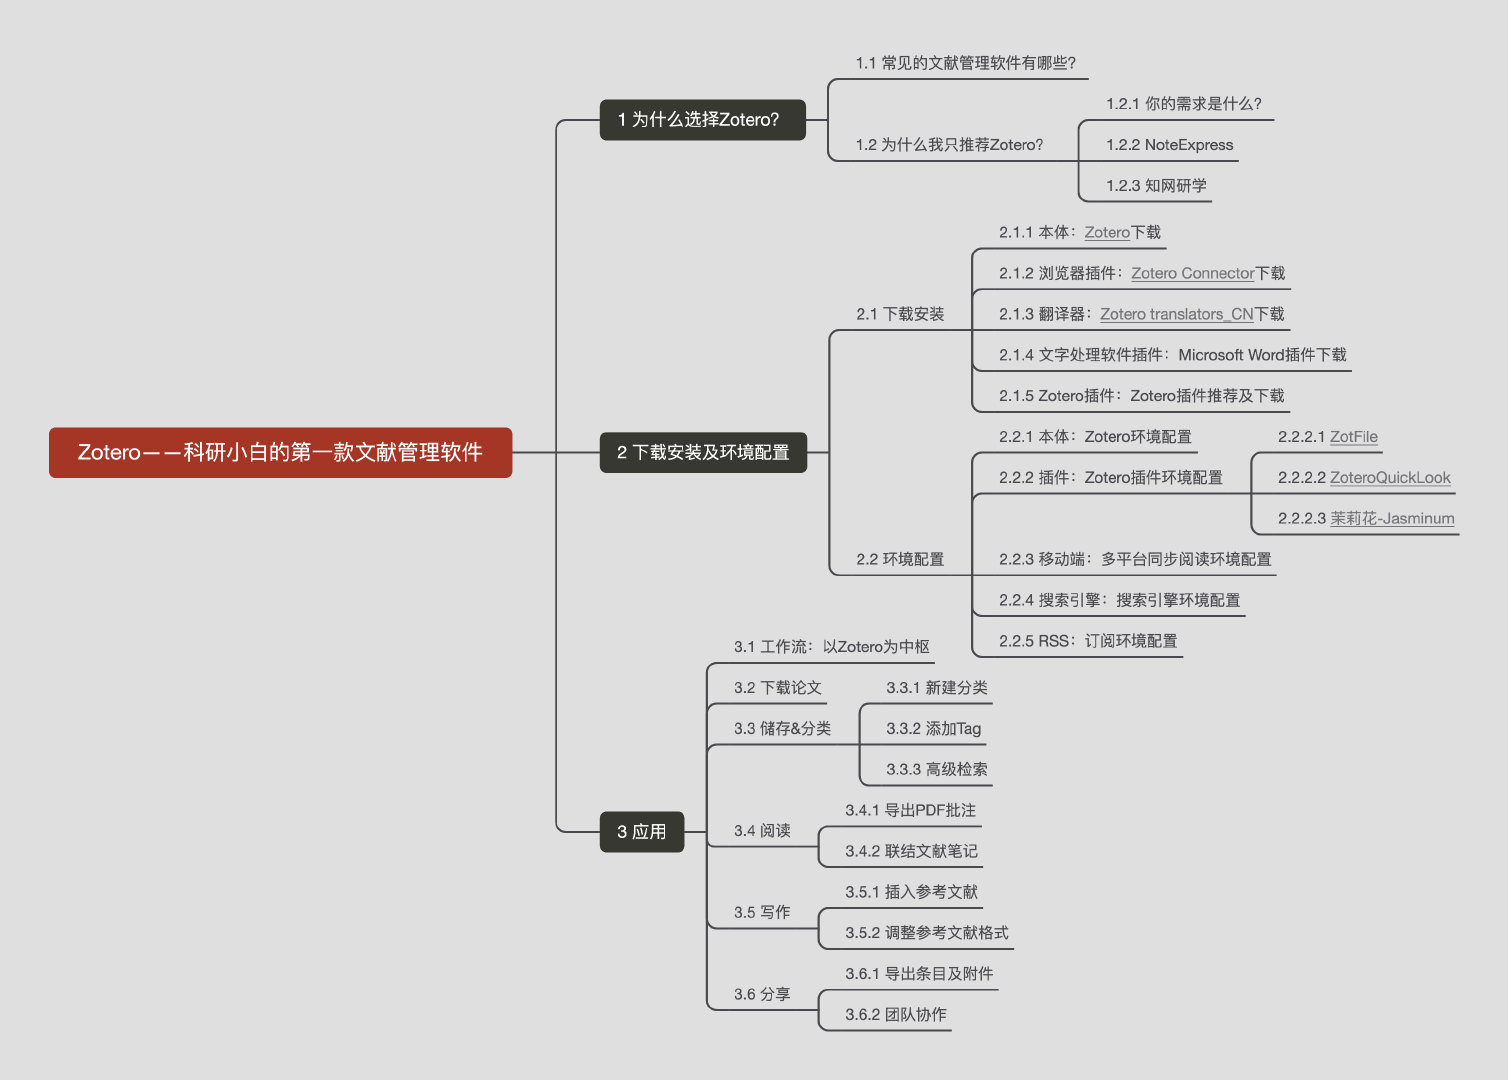 Zotero——科研小白的第一款文献管理软件
1 为什么选择Zotero?
1.1 常见的文献管理软件有哪些?
1.2 为什么我只推荐Zotero?
1.2.1 你的需求是什么?
1.2.2 NoteExpress
1.2.3 知网研学
2 下载安装及环境配置
2.1 下载安装
2.1.1 本体：Zotero下载
2.1.2 浏览器插件：Zotero Connector下载
2.1.3 翻译器：Zotero translators_CN下载
2.1.4 文字处理软件插件：Microsoft Word插件下载
2.1.5 Zotero插件：Zotero插件推荐及下载
2.2 环境配置
2.2.1 本体：Zotero环境配置
2.2.2 插件：Zotero插件环境配置
2.2.2.1 ZotFile
2.2.2.2 ZoteroQuickLook
2.2.2.3 茉莉花-Jasminum
2.2.3 移动端：多平台同步阅读环境配置
2.2.4 搜索引擎：搜索引擎环境配置
2.2.5 RSS：订阅环境配置
3 应用
3.1 工作流：以Zotero为中枢
3.2 下载论文
3.3 储存&分类
3.3.1 新建分类
3.3.2 添加Tag
3.3.3 高级检索
3.4 阅读
3.4.1 导出PDF批注
3.4.2 联结文献笔记
3.5 写作
3.5.1 插入参考文献
3.5.2 调整参考文献格式
3.6 分享
3.6.1 导出条目及附件
3.6.2 团队协作